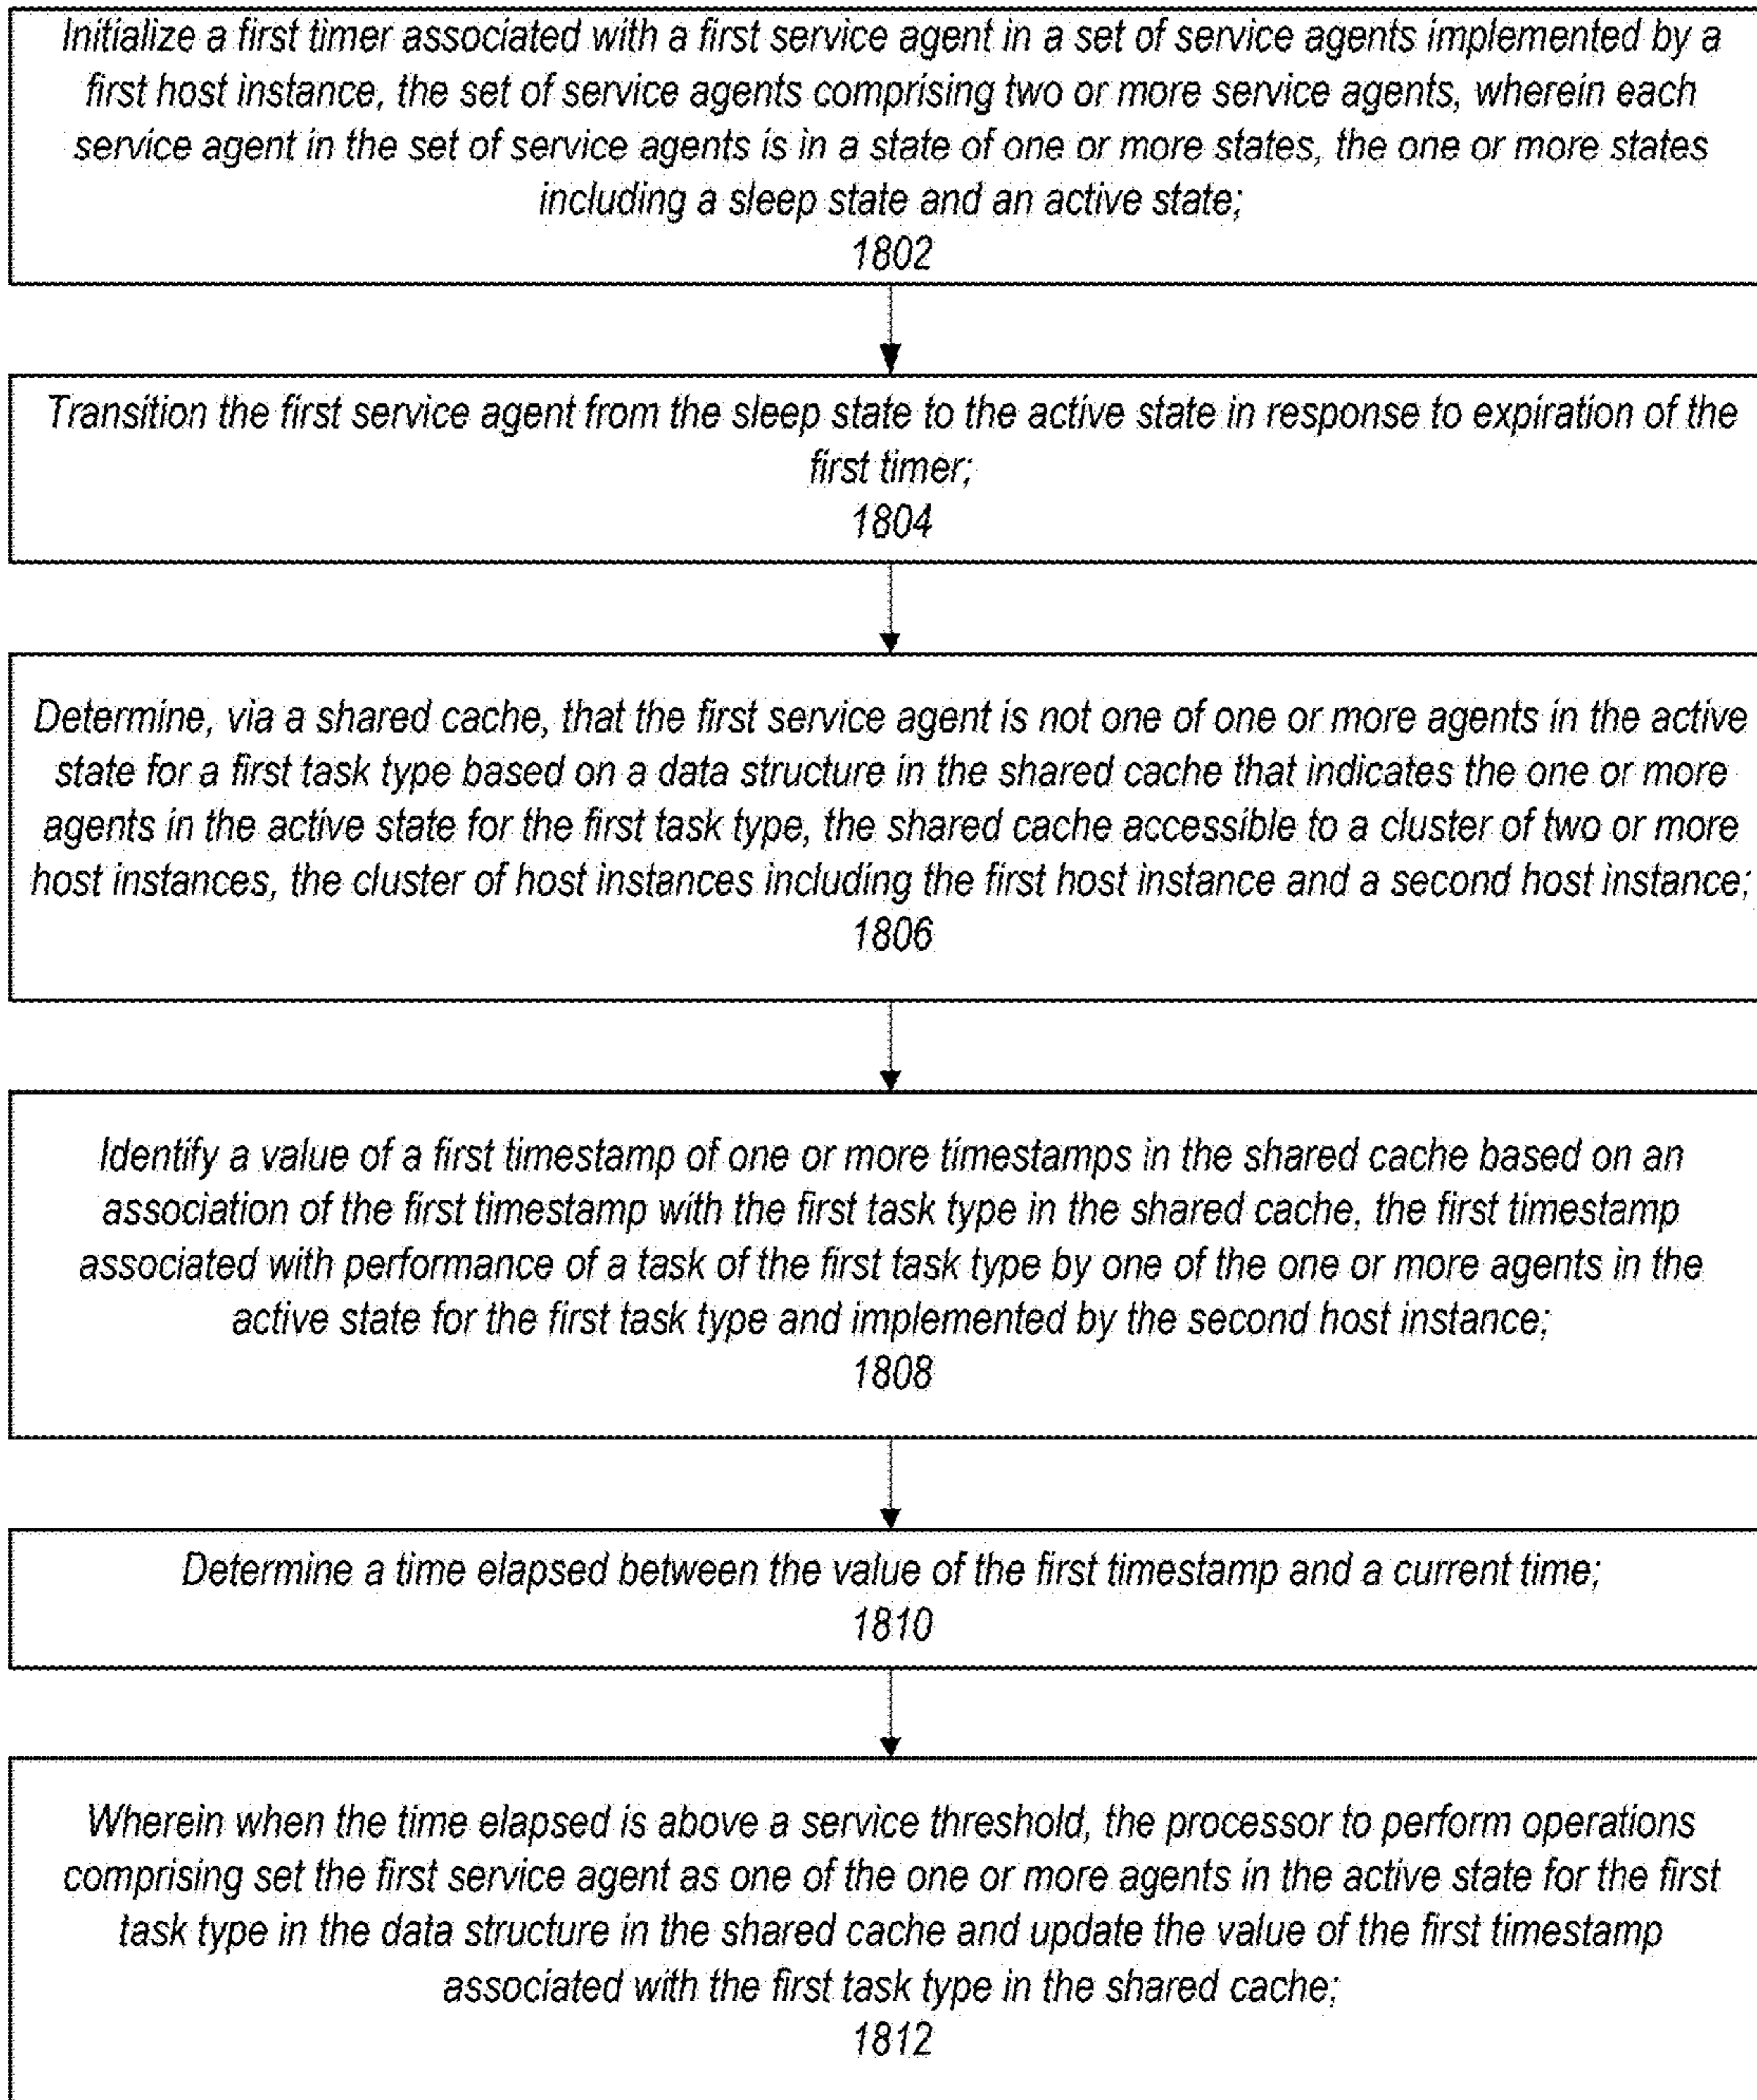 Initialize a first timer associated with a first service agent in a set of service agents implemented by a
first host instance, the set of service agents comprising two or more service agents, wherein each
service agent in the set of service agents is in a state of one or more states, the one or more states
including a sleep state and an active state;
1802
Transition the first service agent from the sleep state to the active state in response to expiration of the
first timer;
1804
Determine, via a shared cache, that the first service agent is not one of one or more agents in the active
state for a first task type based on a data structure in the shared cache that indicates the one or more
agents in the active state for the first task type, the shared cache accessible to a cluster of two or more
host instances, the cluster of host instances including the first host instance and a second host instance;
1806
Identify a value of a first timestamp of one or more timestamps in the shared cache based on an
association of the first timestamp with the first task type in the shared cache, the first timestamp
associated with performance of a task of the first task type by one of the one or more agents in the
active state for the first task type and implemented by the second host instance;
1808
Determine a time elapsed between the value of the first timestamp and a current time;
1810
Wherein when the time elapsed is above a service threshold, the processor to perform operations
comprising set the first service agent as one of the one or more agents in the active state for the first
task type in the data structure in the shared cache and update the value of the first timestamp
associated with the first task type in the shared cache;
1812